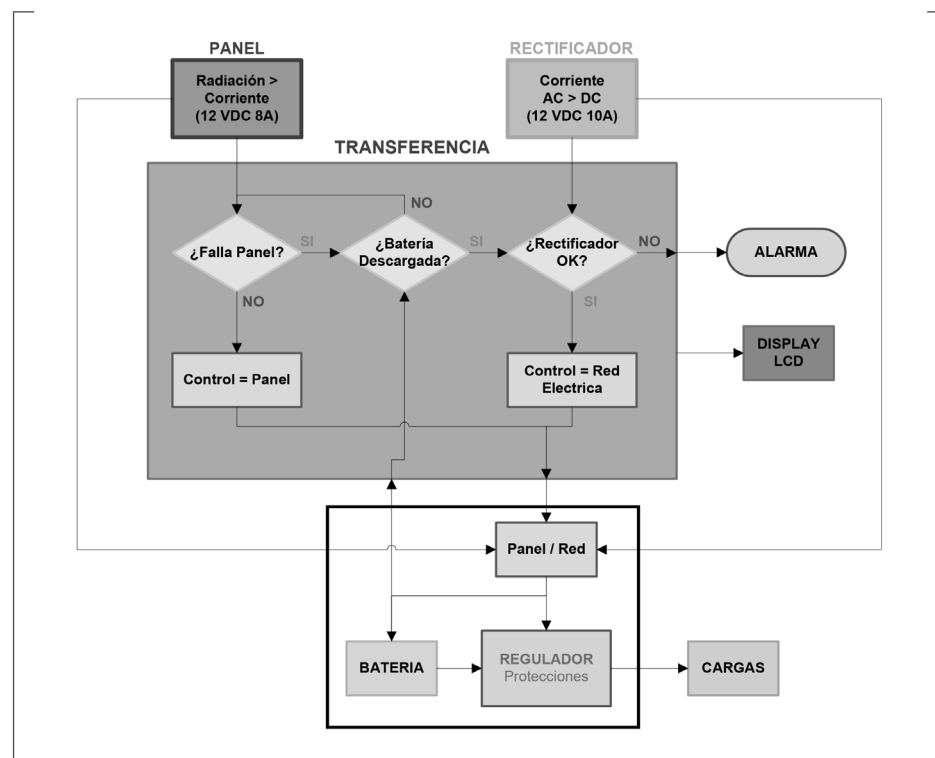 PANEL
RECTIFICADOR
Radiación >
Corriente
(12 VDC 8A)
Corriente
AC > DC
(12 VDC 10A)
TRANSFERENCIA
NO
¿Falla Panel?
SI
¿Batería
Descargada?
SI
¿Rectificador
OK?
NO
ALARMA
NO
SI
DISPLAY
LCD
Control = Panel
Control = Red
Electrica
Panel / Red
BATERIA
REGULADOR
Protecciones
CARGAS